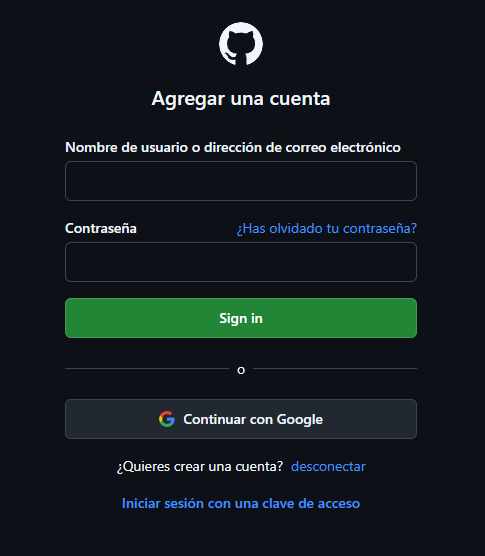 Agregar una cuenta
Nombre de usuario o dirección de correo electrónico
Contraseña ¿Has olvidado tu contraseña?
Sign in
o
Continuar con Google
¿Quieres crear una cuenta? desconectar
Iniciar sesión con una clave de acceso